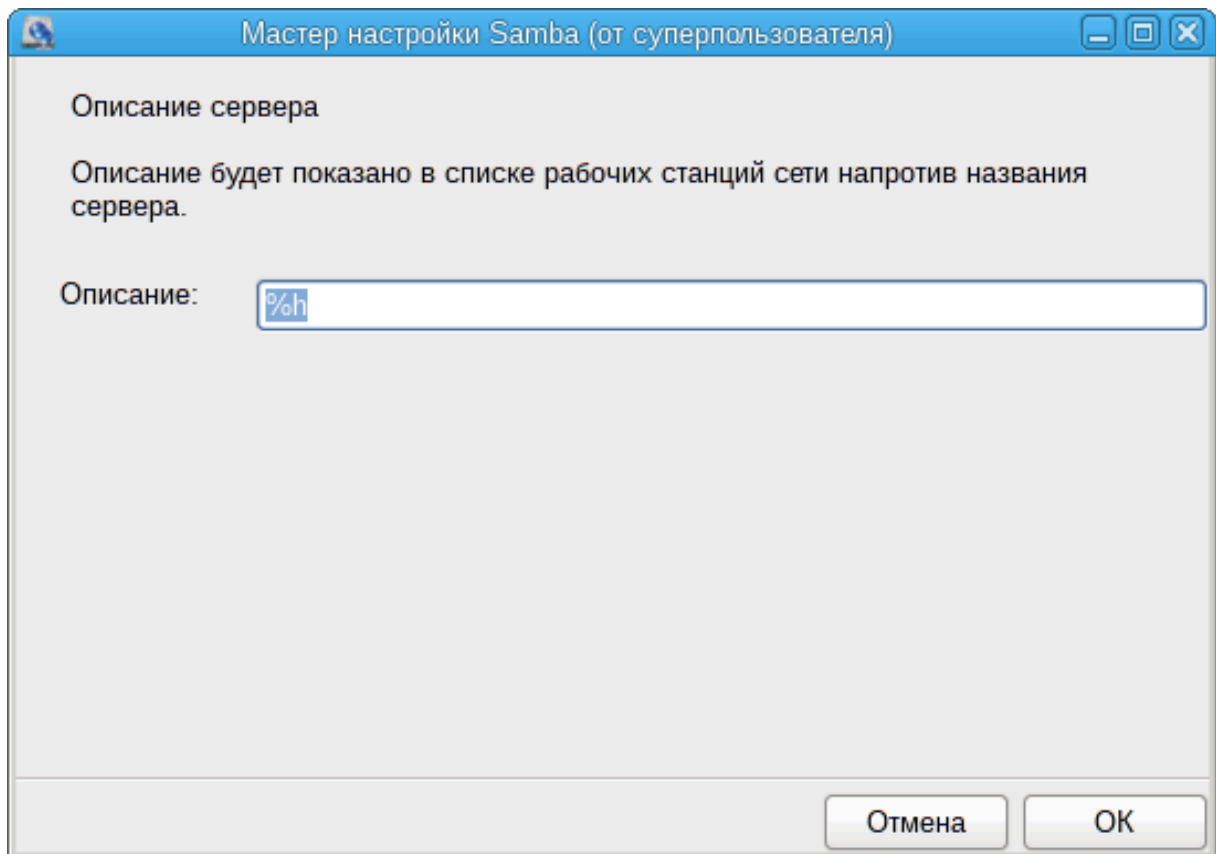 Мастер настройки Samba (от суперпользователя)
Описание сервера
Описание будет показано в списке рабочих станций сети напротив названия
сервера.
Описание: %h
Отмена OK